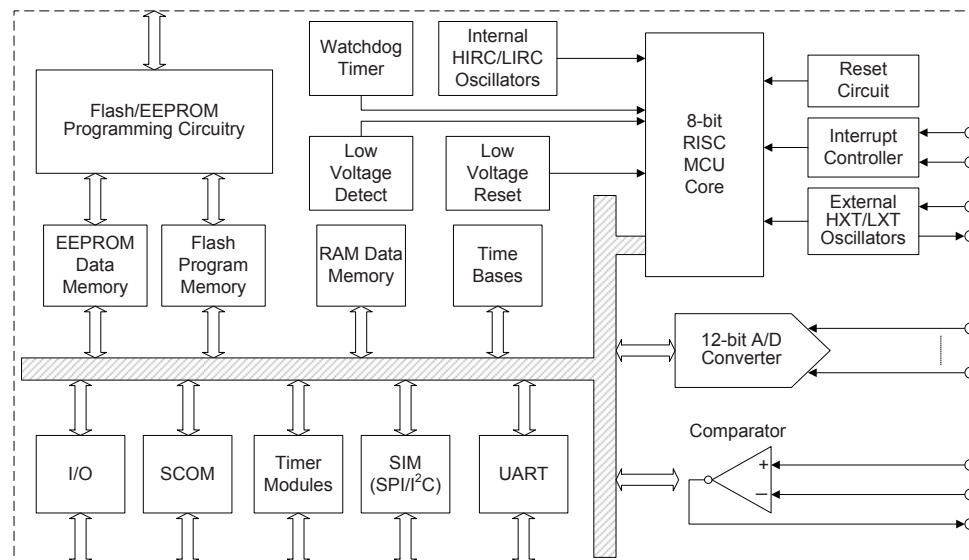 Watchdog
Timer
Internal
HIRC/LIRC
Oscillators
Reset
Circuit
Flash/EEPROM
Programming Circuitry
8-bit
RISC
MCU
Core
Interrupt
Controller
Low
Voltage
Detect
Low
Voltage
Reset
External
HXT/LXT
Oscillators
EEPROM
Data
Memory
Flash
Program
Memory
RAM Data
Memory
Time
Bases
12-bit A/D
Converter
Comparator
I/O
SCOM
Timer
Modules
SIM
(SPI/I²C)
UART
+
−